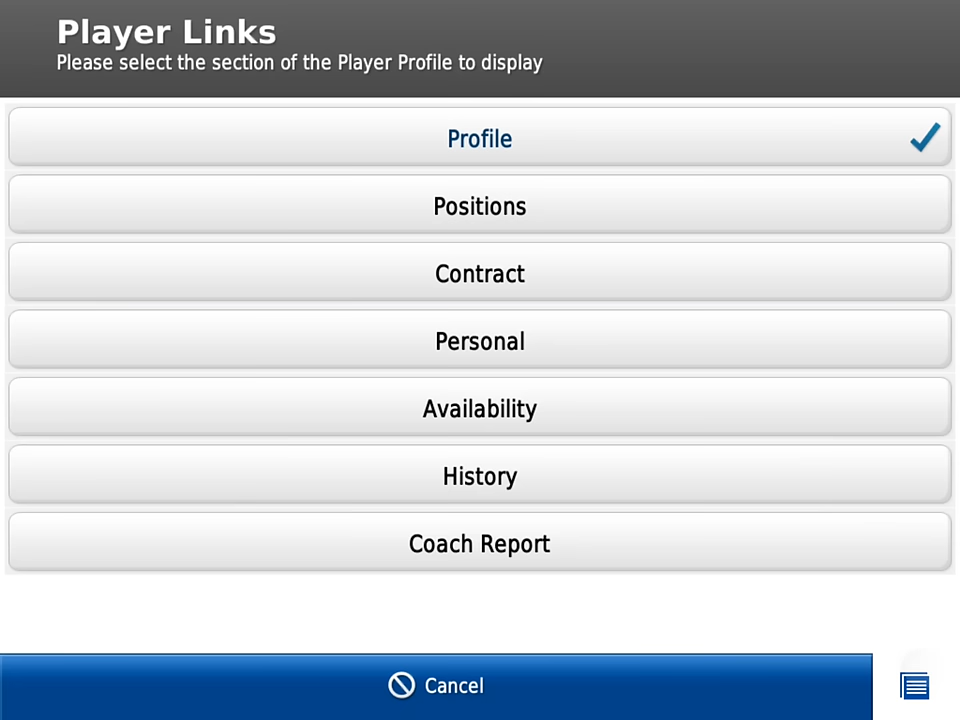 Player Links
Please select the section of the Player Profile to display
Profile
Positions
Contract
Personal
Availability
History
Coach Report
Cancel